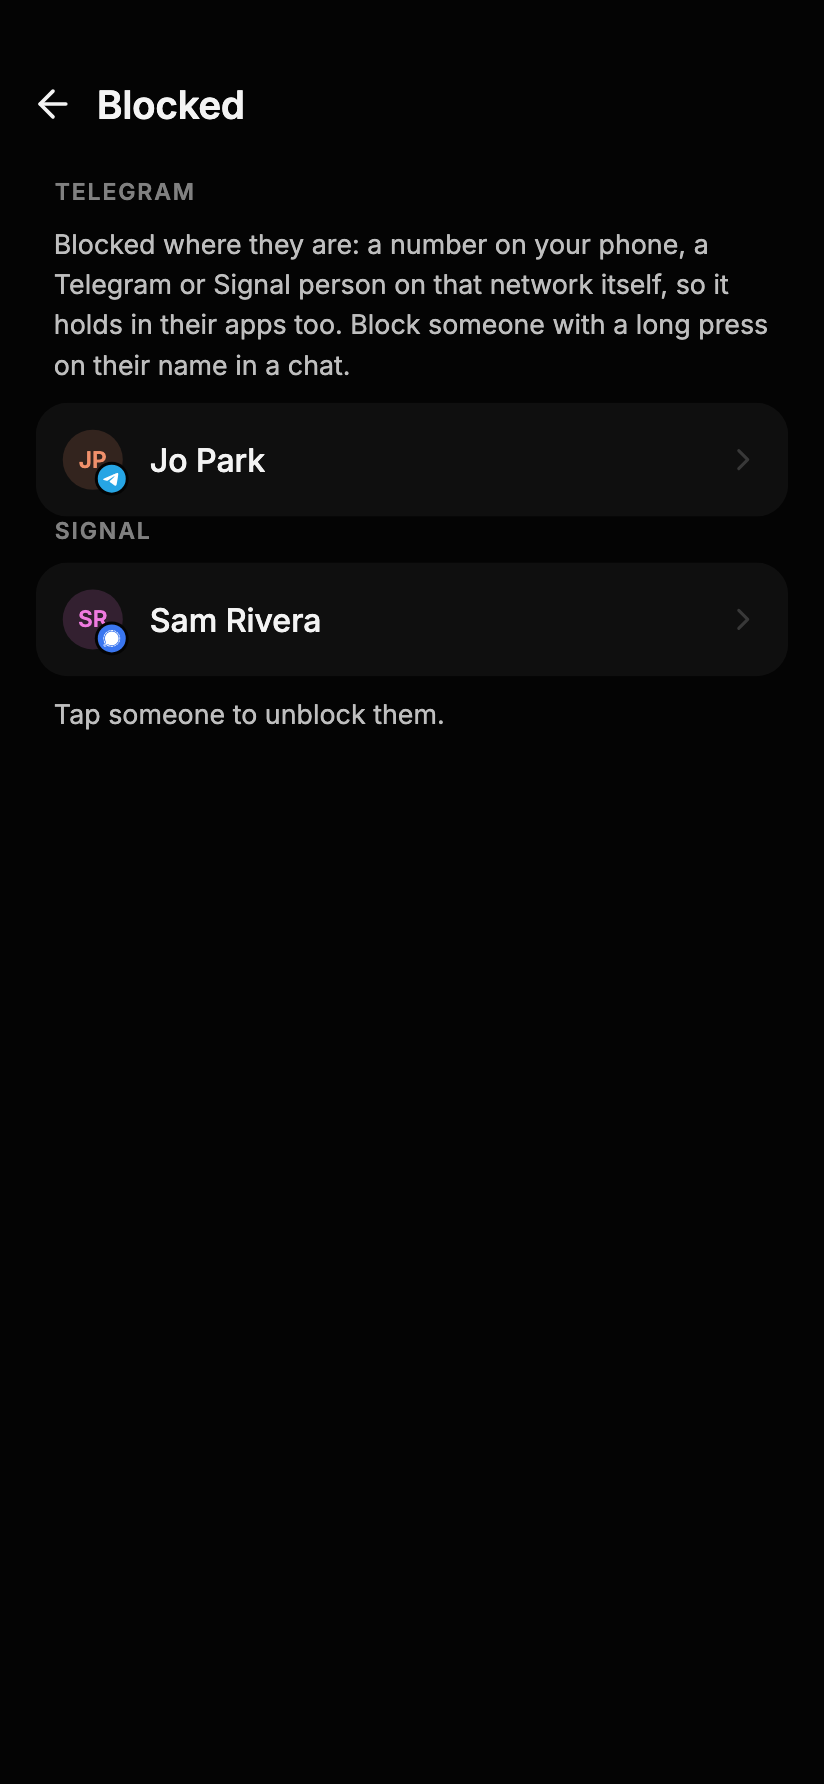 Blocked
TELEGRAM
Blocked where they are: a number on your phone, a
Telegram or Signal person on that network itself, so it
holds in their apps too. Block someone with a long press
on their name in a chat.
JP
Jo Park
SIGNAL
SR
Sam Rivera
Tap someone to unblock them.